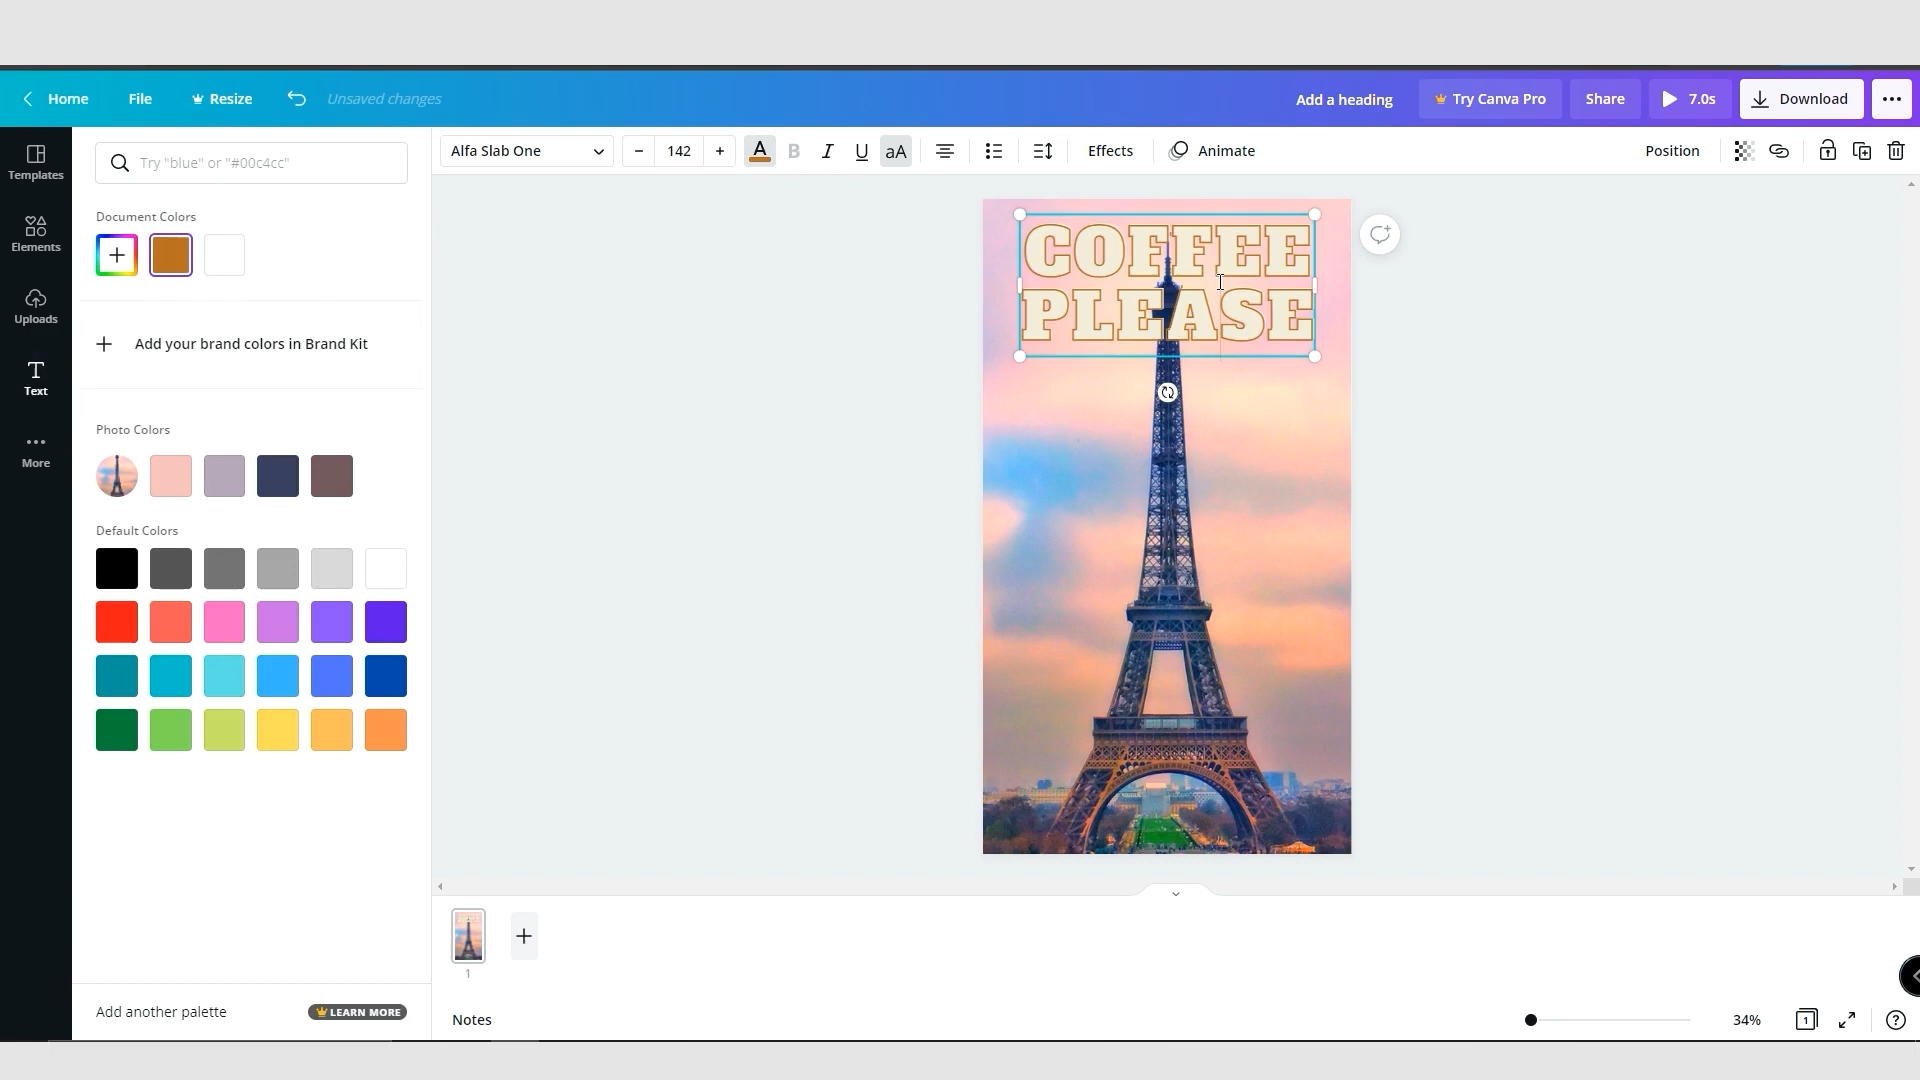 Home File Resize Unsaved changes Add a heading Try Canva Pro Share 7.0s Download
Templates
Elements
Uploads
Text
More
Try "blue" or "#00c4cc"
Document Colors
Add your brand colors in Brand Kit
Photo Colors
Default Colors
Add another palette LEARN MORE
Alfa Slab One 142 A B I U aA Effects Animate Position
COFFEE
PLEASE
1
Notes 34% 1 ?